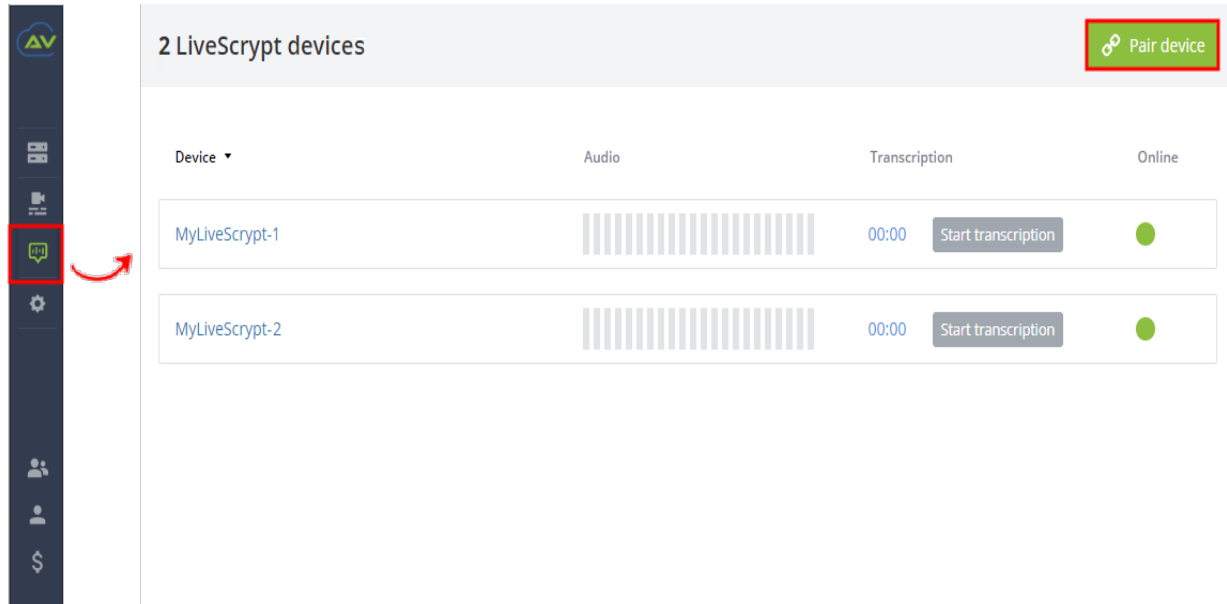 AV
2 LiveScrypt devices
Pair device
Device Audio Transcription Online
MyLiveScrypt-1 00:00 Start transcription
MyLiveScrypt-2 00:00 Start transcription
$